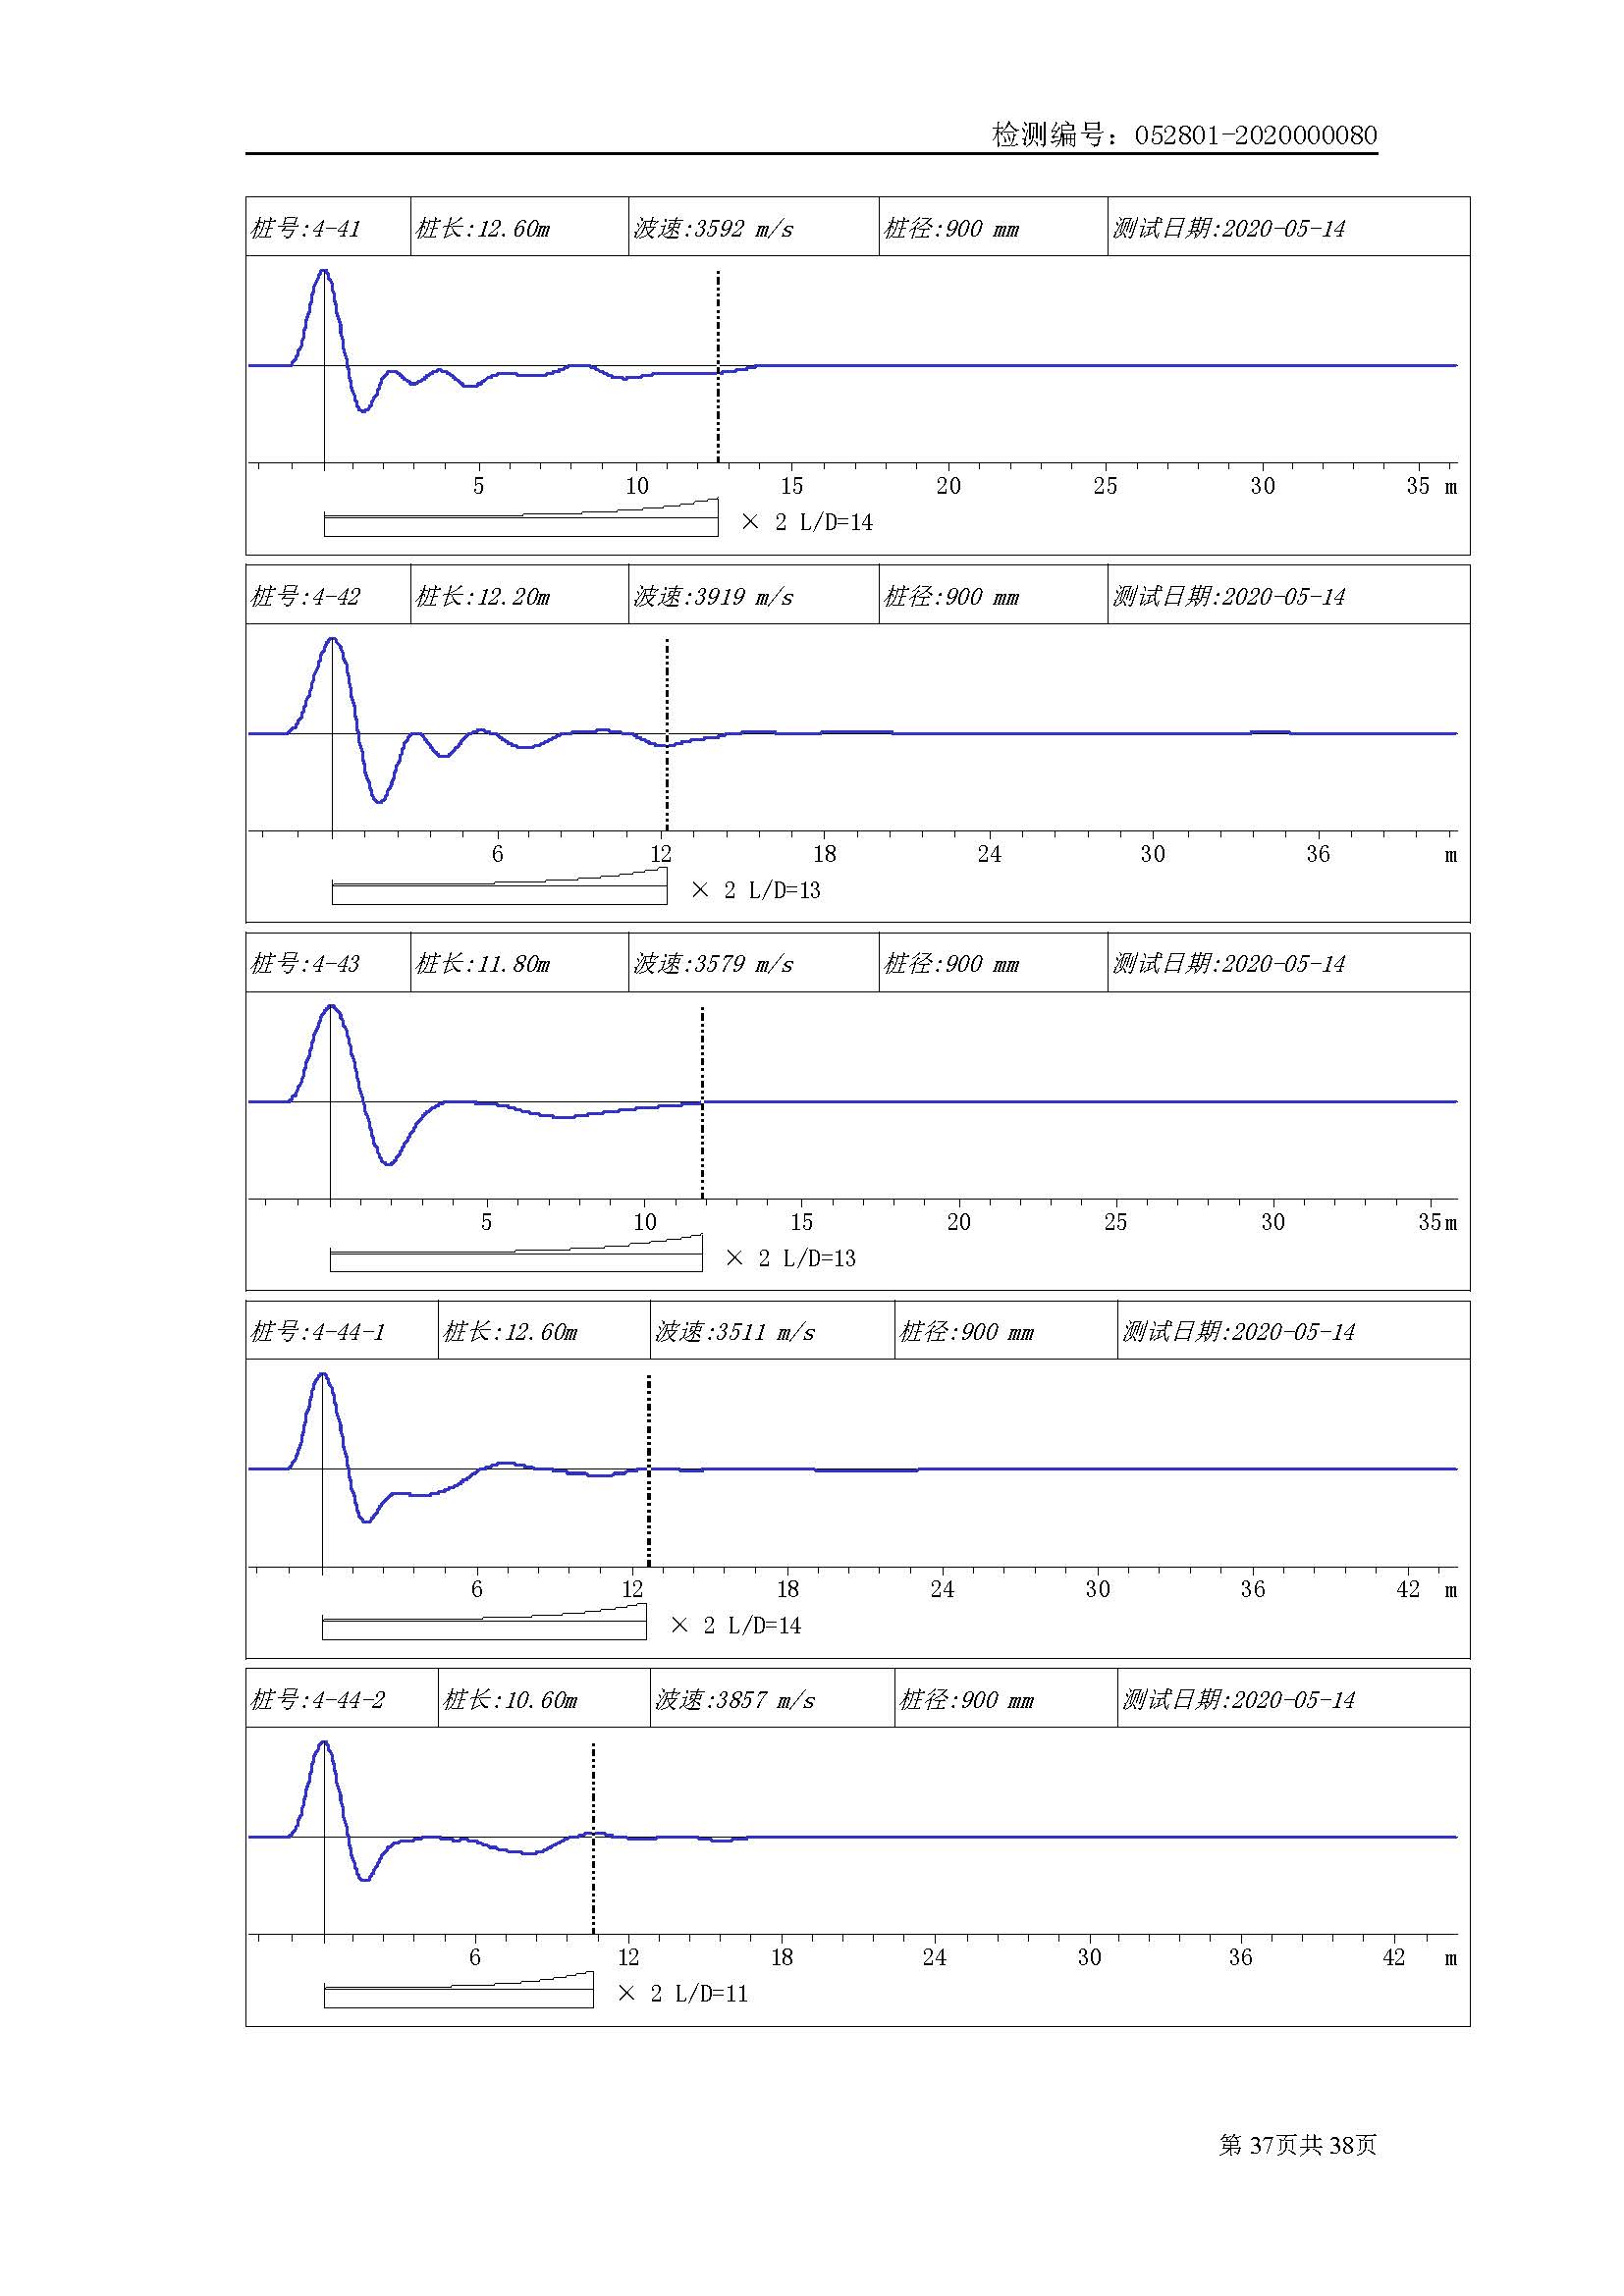 检测编号：052801-2020000080
桩号:4-41 桩长:12.60m 波速:3592 m/s 桩径:900 mm 测试日期:2020-05-14
5 10 15 20 25 30 35 m
× 2 L/D=14
桩号:4-42 桩长:12.20m 波速:3919 m/s 桩径:900 mm 测试日期:2020-05-14
6 12 18 24 30 36 m
× 2 L/D=13
桩号:4-43 桩长:11.80m 波速:3579 m/s 桩径:900 mm 测试日期:2020-05-14
5 10 15 20 25 30 35 m
× 2 L/D=13
桩号:4-44-1 桩长:12.60m 波速:3511 m/s 桩径:900 mm 测试日期:2020-05-14
6 12 18 24 30 36 42 m
× 2 L/D=14
桩号:4-44-2 桩长:10.60m 波速:3857 m/s 桩径:900 mm 测试日期:2020-05-14
6 12 18 24 30 36 42 m
× 2 L/D=11
第 37页共 38页